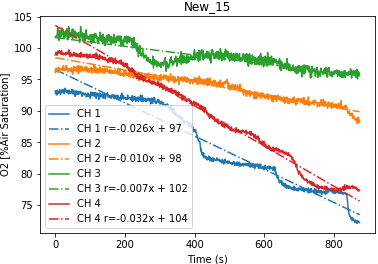 New_15
105
100
95
90
85
80
75
O2 [%Air Saturation]
CH 1
CH 1 r=-0.026x + 97
CH 2
CH 2 r=-0.010x + 98
CH 3
CH 3 r=-0.007x + 102
CH 4
CH 4 r=-0.032x + 104
0 200 400 600 800
Time (s)